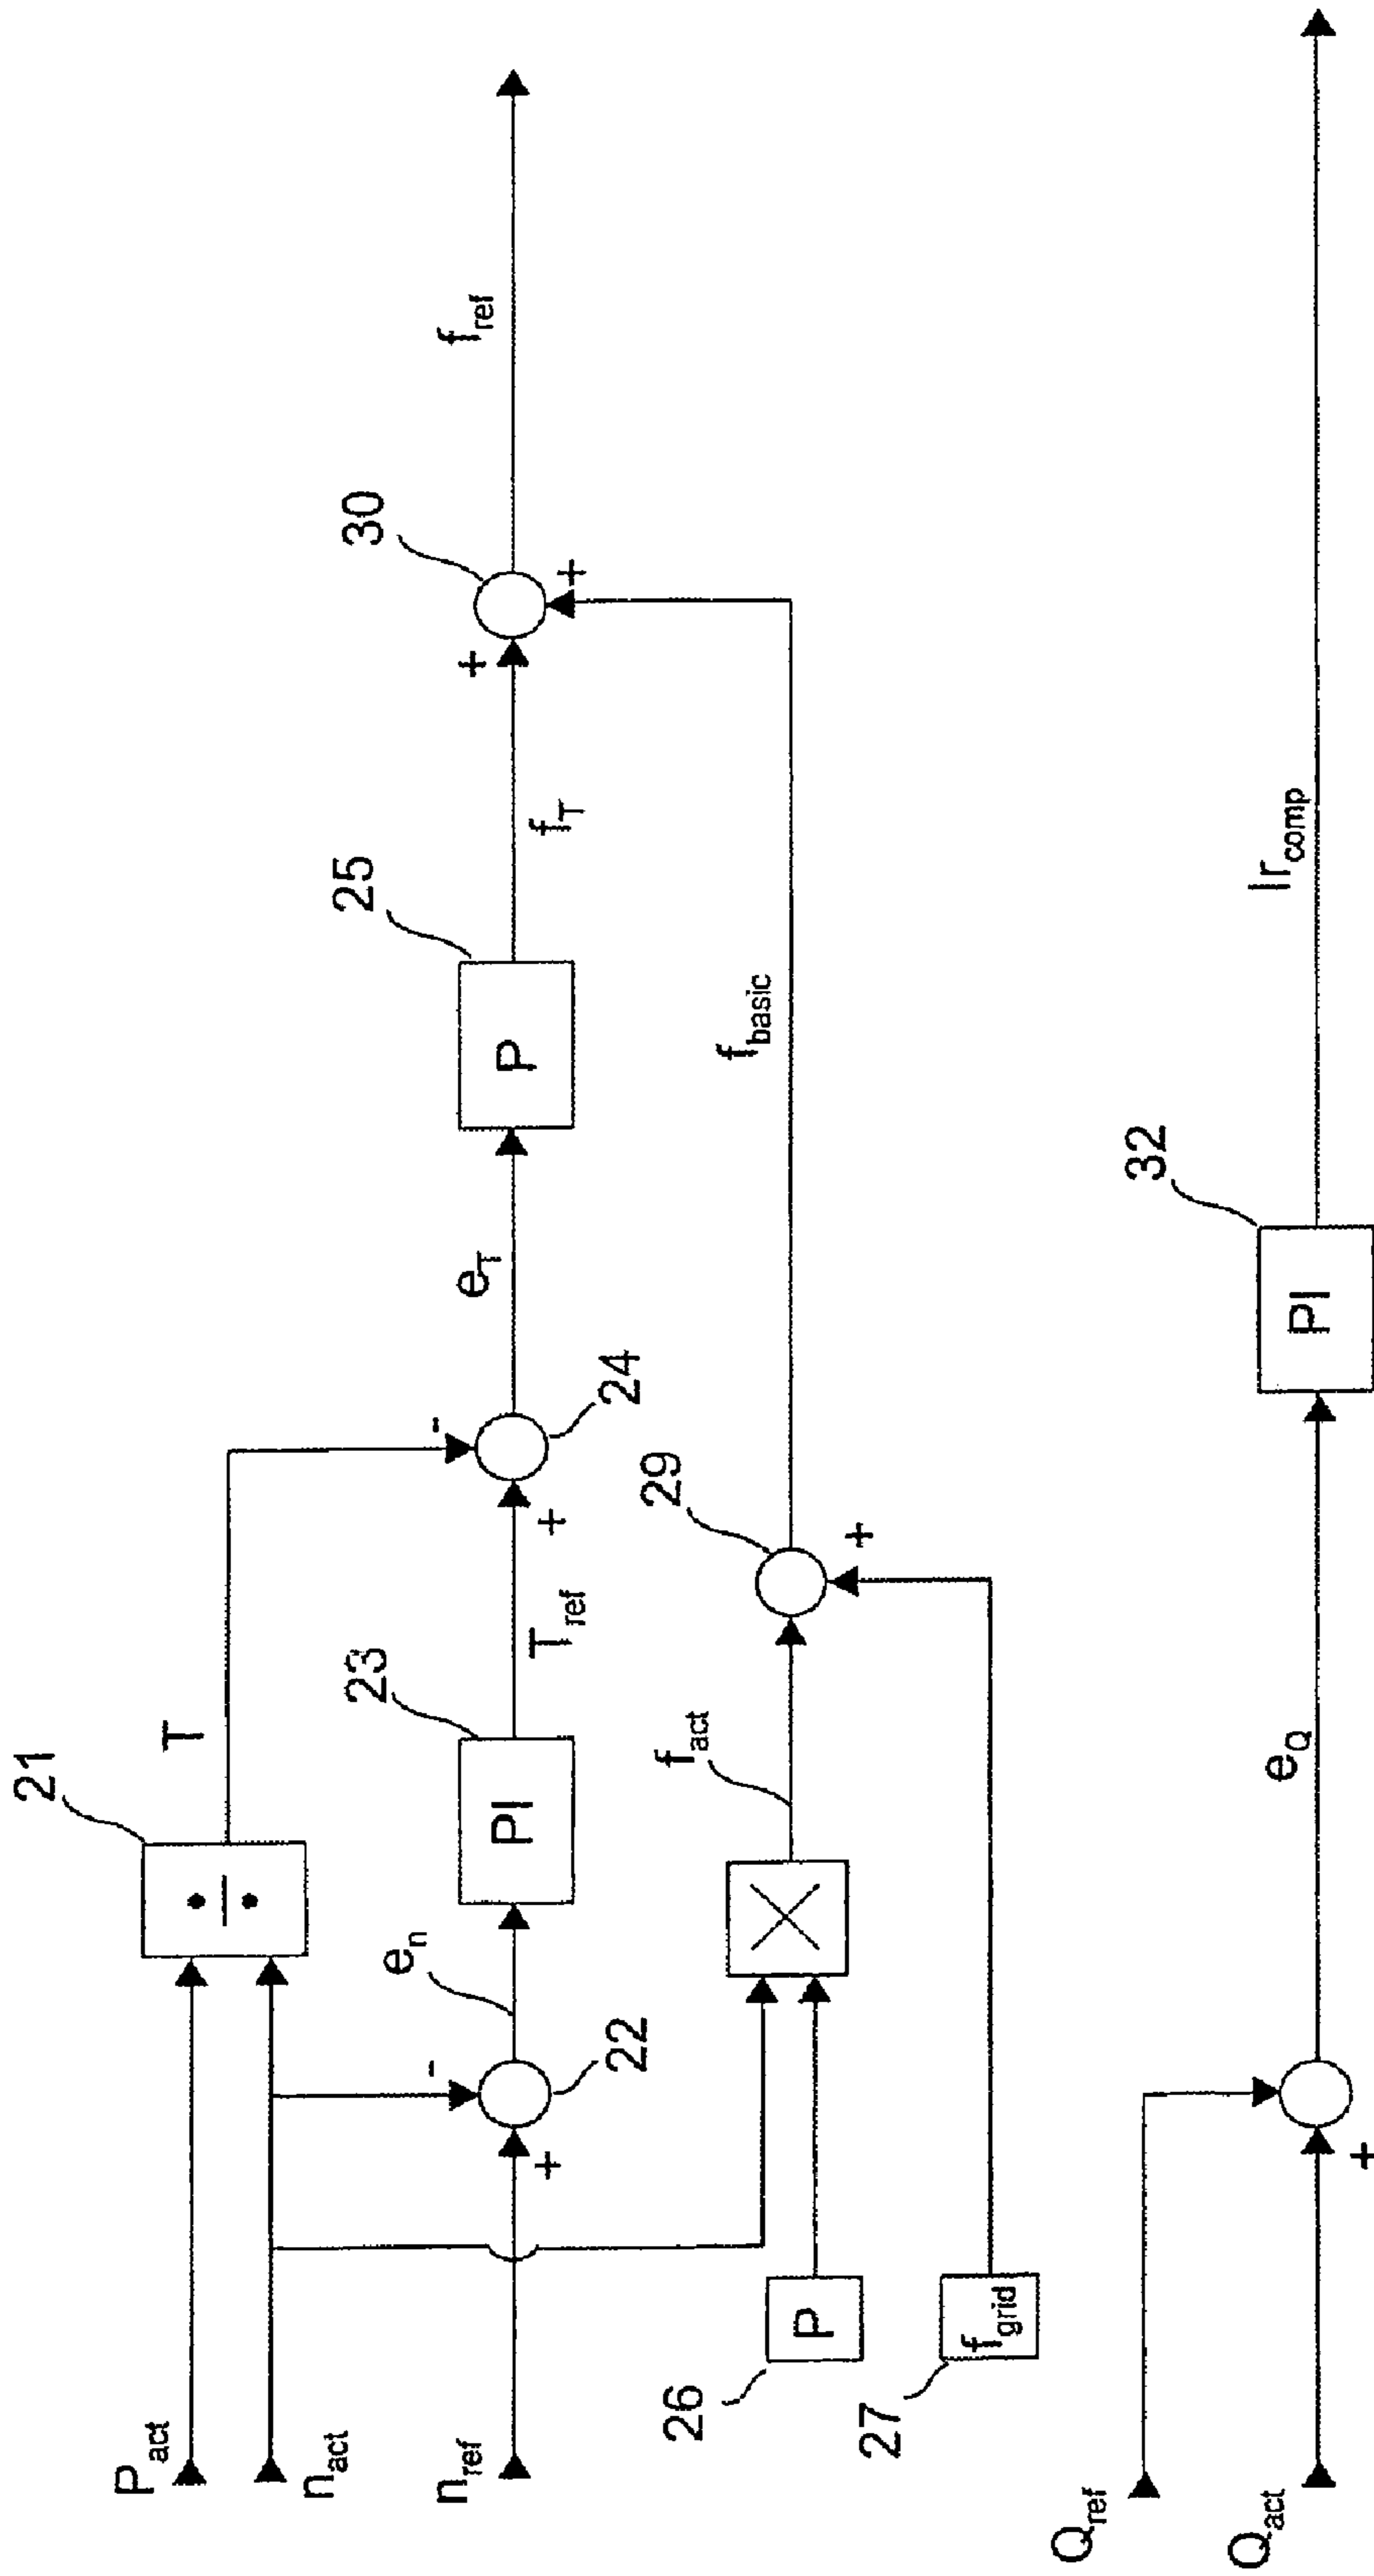 P_act
n_act
n_ref
21
T
22
-
+
e_n
23
PI
T_ref
24
-
+
e_T
25
P
f_T
30
+
+
f_ref
26
P
27
f_grid
f_act
29
+
f_basic
Q_ref
Q_act
+
e_Q
32
PI
Ir_comp